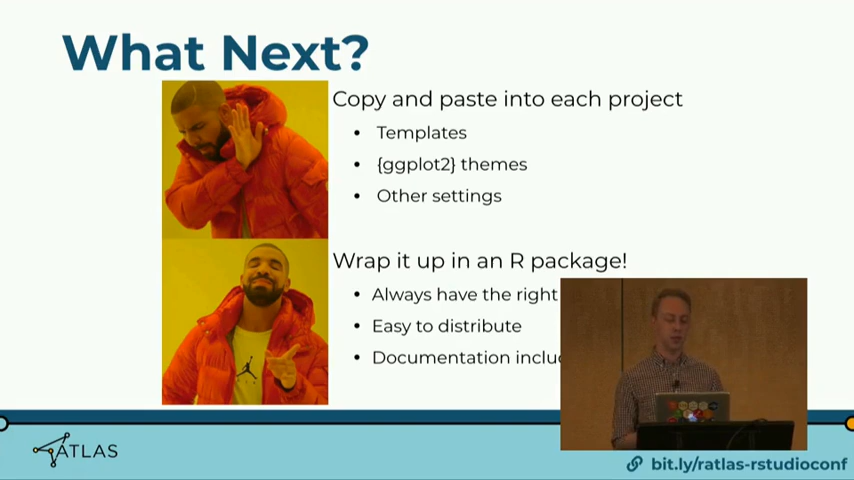 What Next?
Copy and paste into each project
• Templates
• {ggplot2} themes
• Other settings
Wrap it up in an R package!
• Always have the right
• Easy to distribute
• Documentation
ATLAS
bit.ly/ratlas-rstudioconf